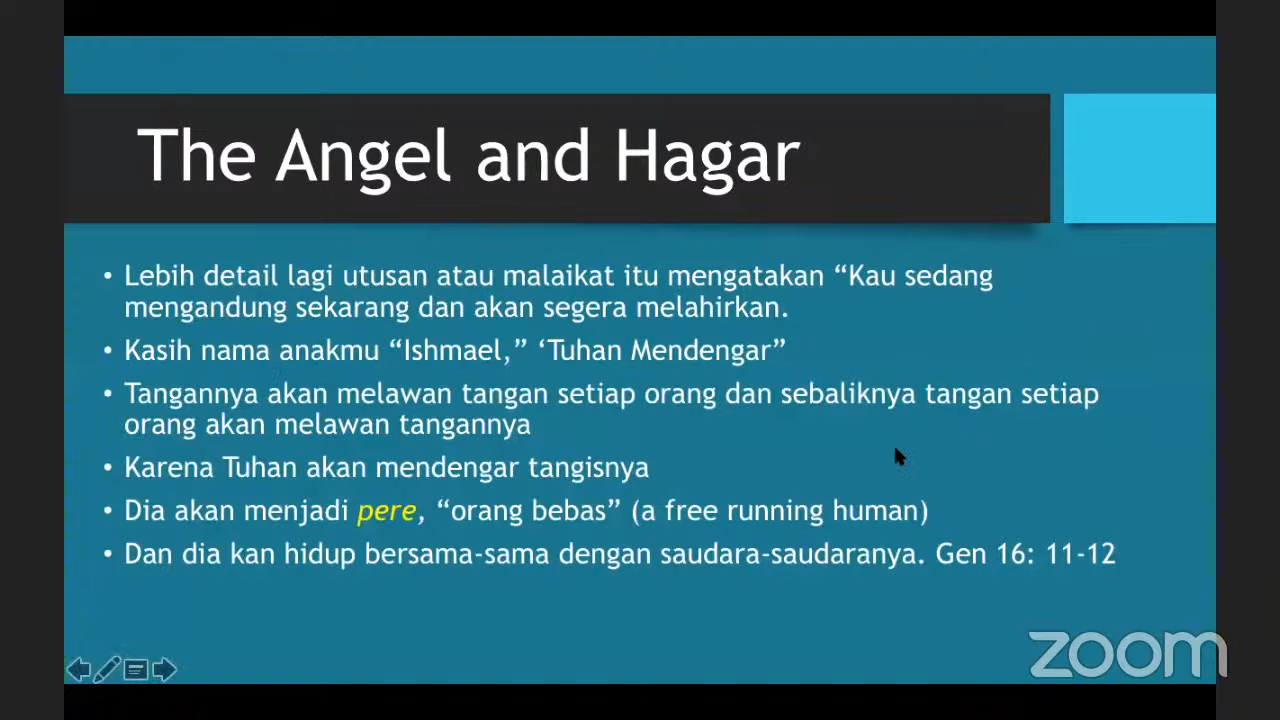 The Angel and Hagar
• Lebih detail lagi utusan atau malaikat itu mengatakan “Kau sedang
mengandung sekarang dan akan segera melahirkan.
• Kasih nama anakmu “Ishmael,” ‘Tuhan Mendengar”
• Tangannya akan melawan tangan setiap orang dan sebaliknya tangan setiap
orang akan melawan tangannya
• Karena Tuhan akan mendengar tangisnya
• Dia akan menjadi pere, “orang bebas” (a free running human)
• Dan dia kan hidup bersama-sama dengan saudara-saudaranya. Gen 16: 11-12
zoom